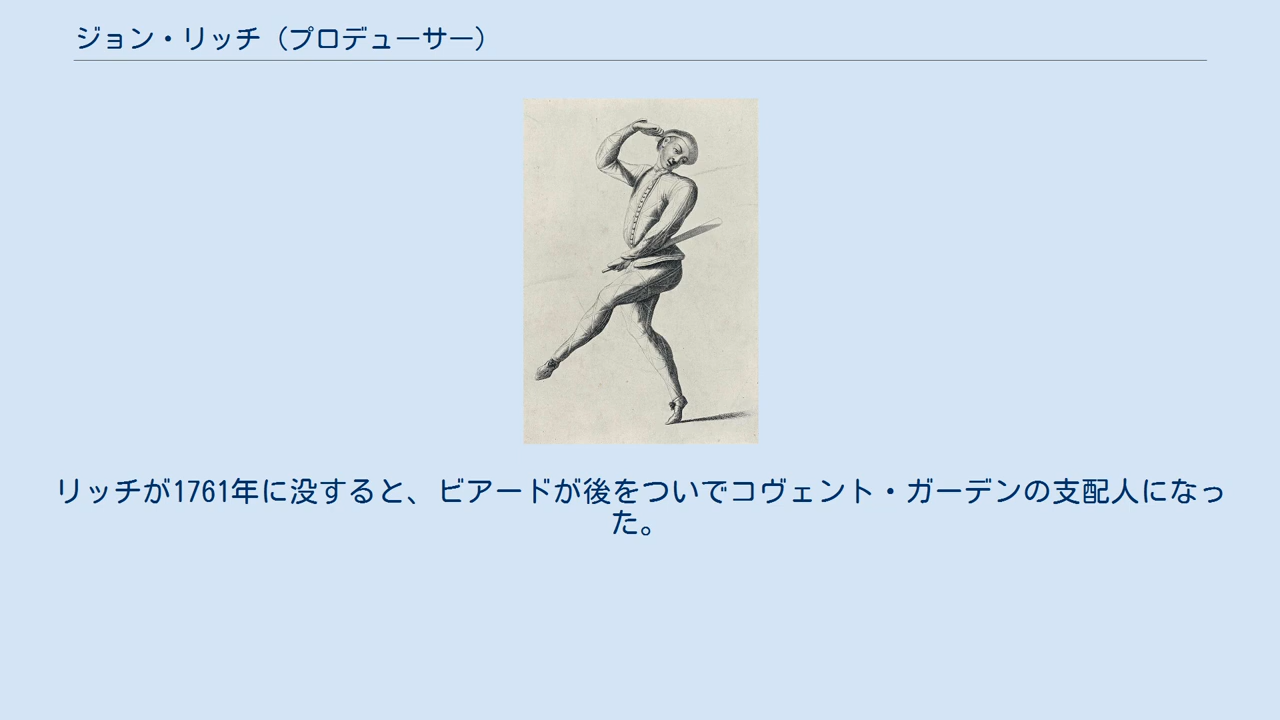 ジョン・リッチ（プロデューサー）
リッチが1761年に没すると、ビアードが後をついでコヴェント・ガーデンの支配人になっ
た。